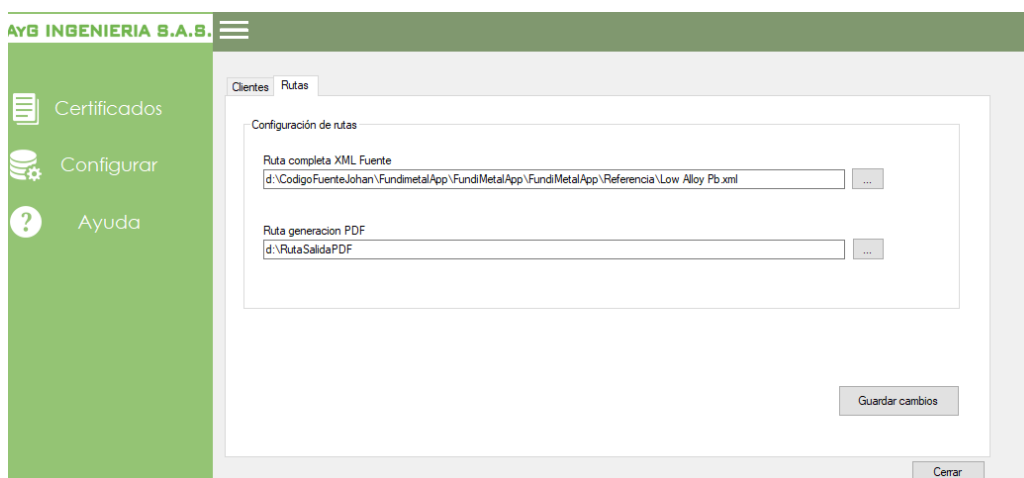 AYG INGENIERIA S.A.S.
Certificados
Configurar
Ayuda
Clientes Rutas
Configuración de rutas
Ruta completa XML Fuente
d:\CodigoFuenteJohan\FundimetalApp\FundiMetalApp\FundiMetalApp\Referencia\Low Alloy Pb.xml
...
Ruta generacion PDF
d:\RutaSalidaPDF
...
Guardar cambios
Cerrar